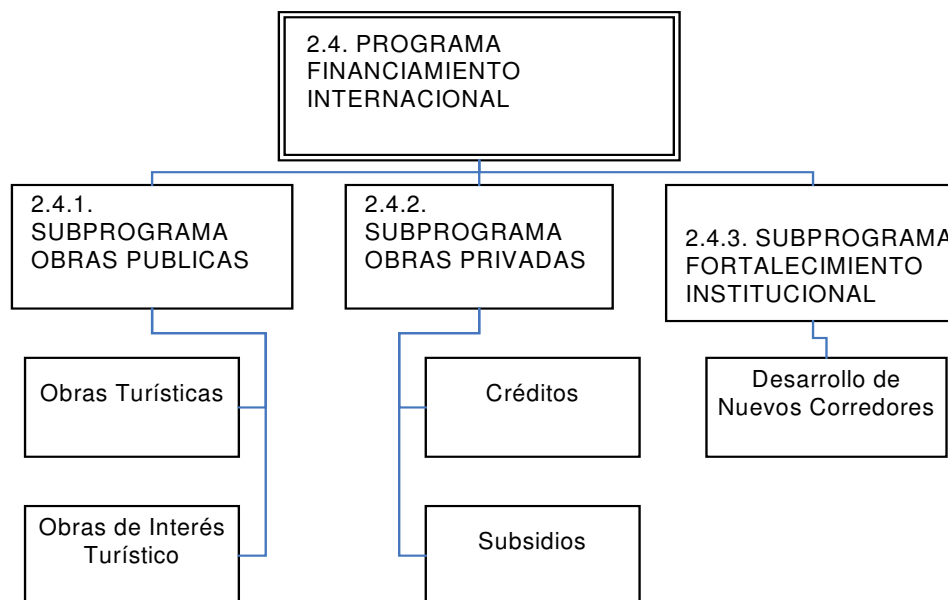 2.4. PROGRAMA
FINANCIAMIENTO
INTERNACIONAL
2.4.1.
SUBPROGRAMA
OBRAS PUBLICAS
2.4.2.
SUBPROGRAMA
OBRAS PRIVADAS
2.4.3. SUBPROGRAMA
FORTALECIMIENTO
INSTITUCIONAL
Obras Turísticas
Créditos
Desarrollo de
Nuevos Corredores
Obras de Interés
Turístico
Subsidios